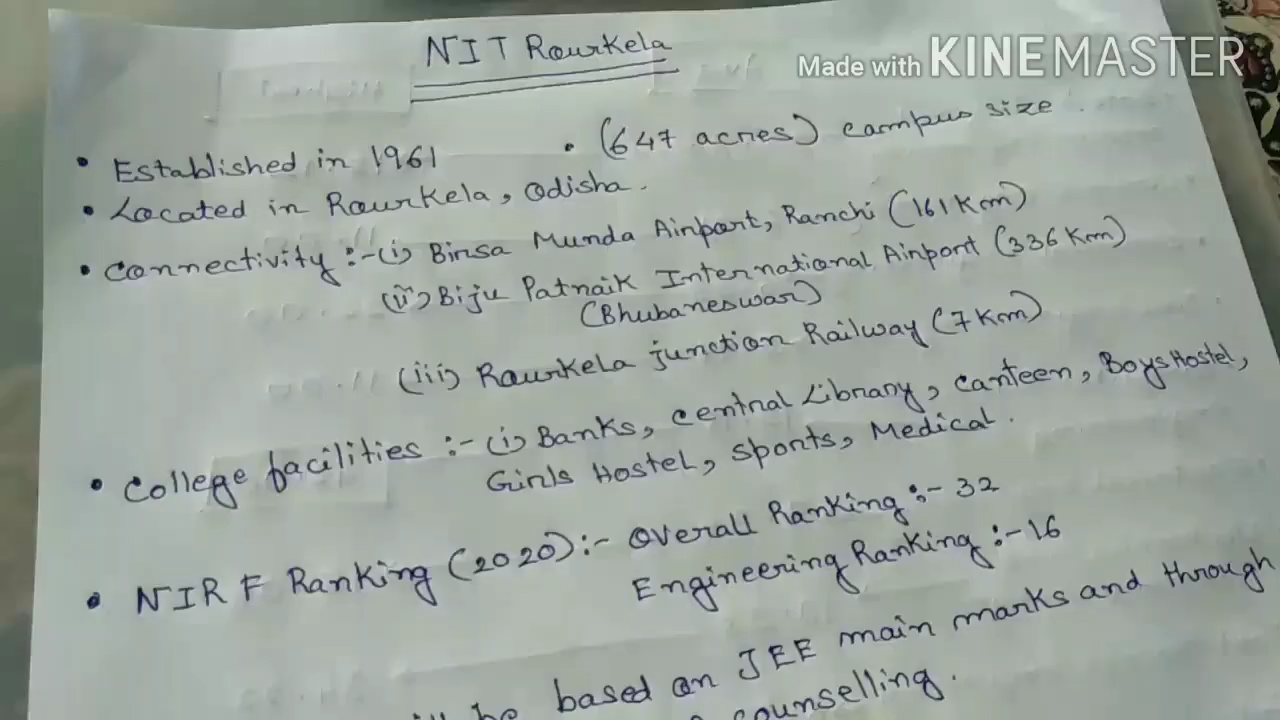 NIT Rourkela
Made with KINEMASTER
• Established in 1961 • (647 acres) campus size.
• Located in Rourkela, Odisha.
• Connectivity :- (i) Birsa Munda Airport, Ranchi (161 Km)
(ii) Biju Patnaik International Airport (336 Km)
(Bhubaneswar)
(iii) Rourkela junction Railway (7 Km)
• College facilities :- (i) Banks, central Library, canteen, Boys Hostel,
Girls Hostel, sports, Medical.
• NIRF Ranking (2020) :- Overall Ranking :- 32
Engineering Ranking :- 16
be based on JEE main marks and through
counselling.